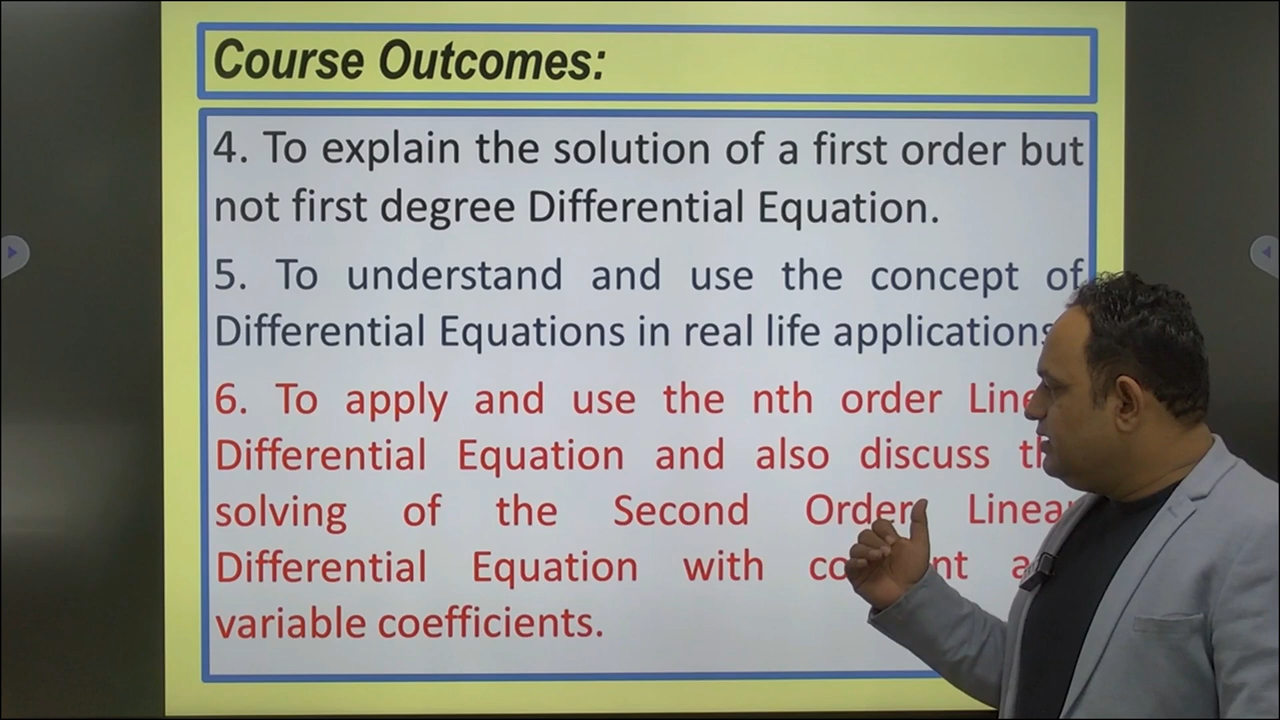 Course Outcomes:
4. To explain the solution of a first order but
not first degree Differential Equation.
5. To understand and use the concept of
Differential Equations in real life applications
6. To apply and use the nth order
Differential Equation and also discuss
solving of the Second Order Linear
Differential Equation with
variable coefficients.